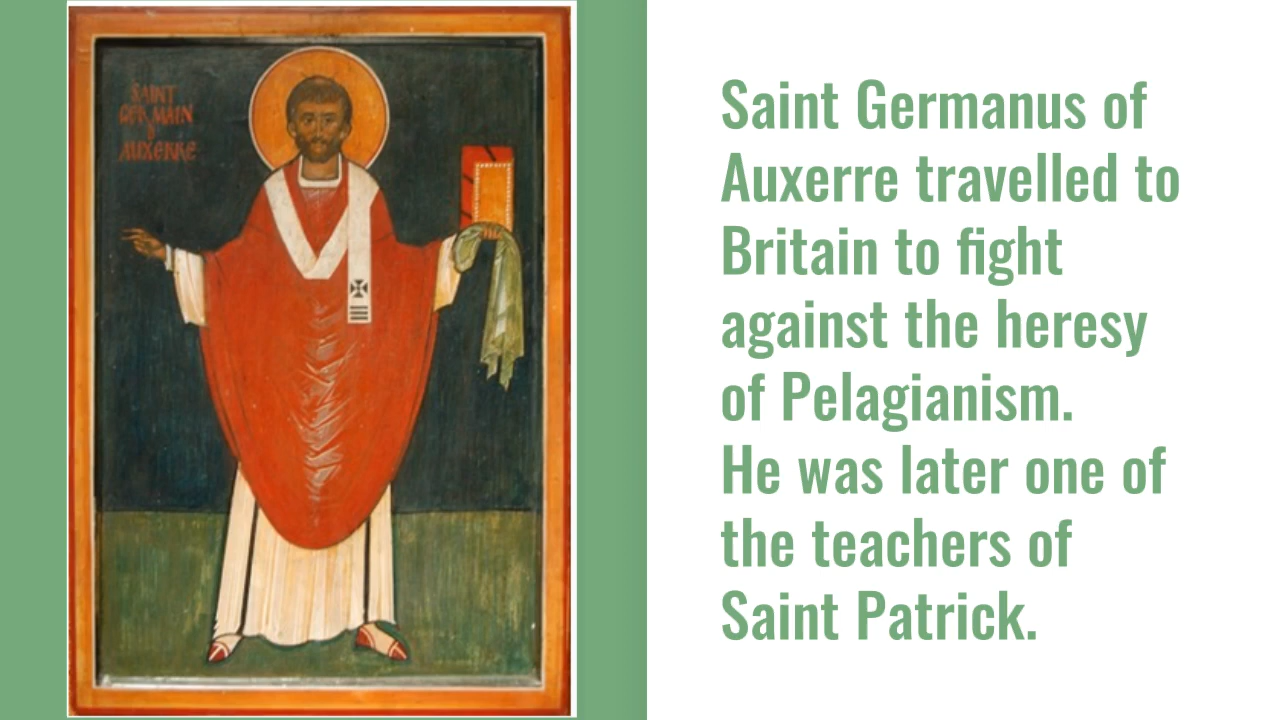 SAINT
GERMAIN
D'
AUXERRE
Saint Germanus of
Auxerre travelled to
Britain to fight
against the heresy
of Pelagianism.
He was later one of
the teachers of
Saint Patrick.